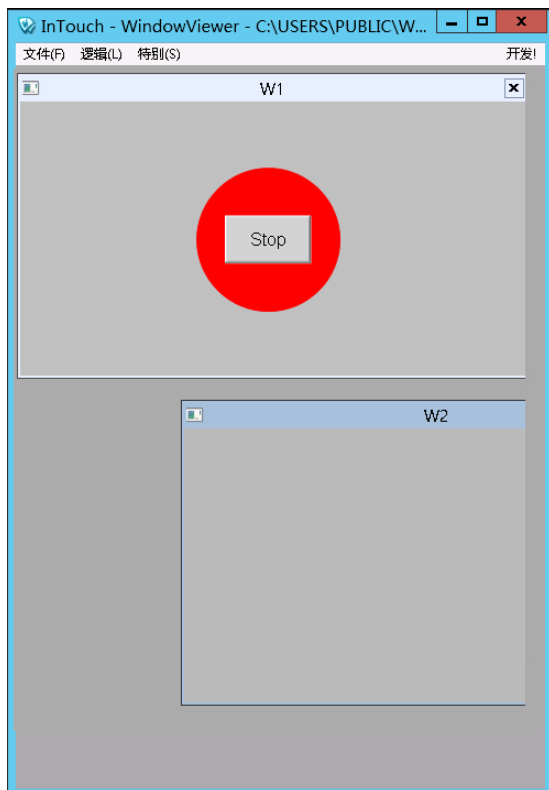 InTouch - WindowViewer - C:\USERS\PUBLIC\W...
文件(F) 逻辑(L) 特别(S) 开发!
W1
Stop
W2